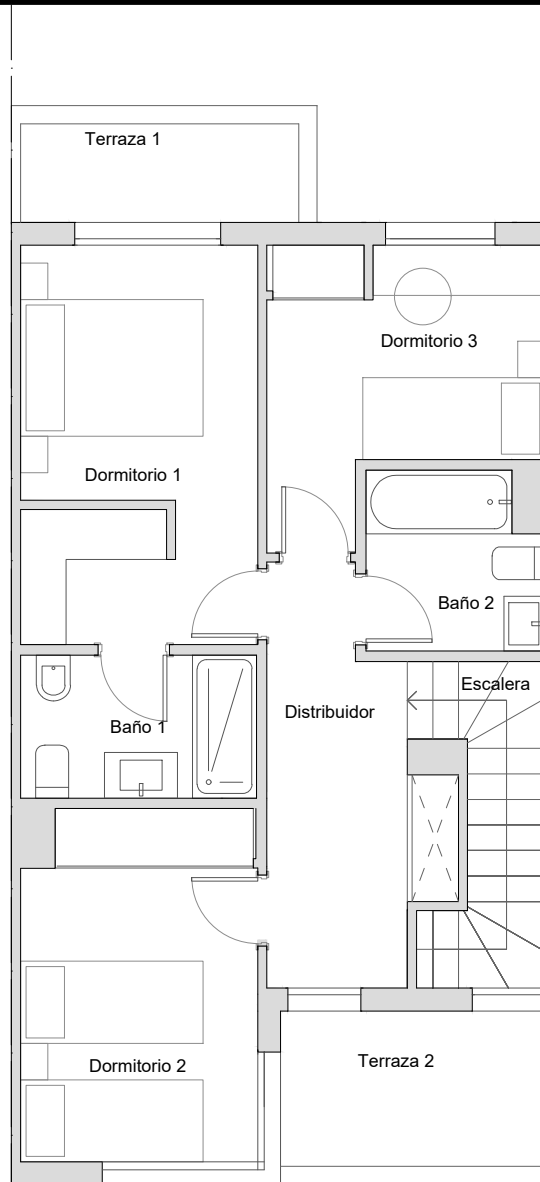 Terraza 1
Dormitorio 3
Dormitorio 1
Baño 2
Escalera
Distribuidor
Baño 1
Terraza 2
Dormitorio 2